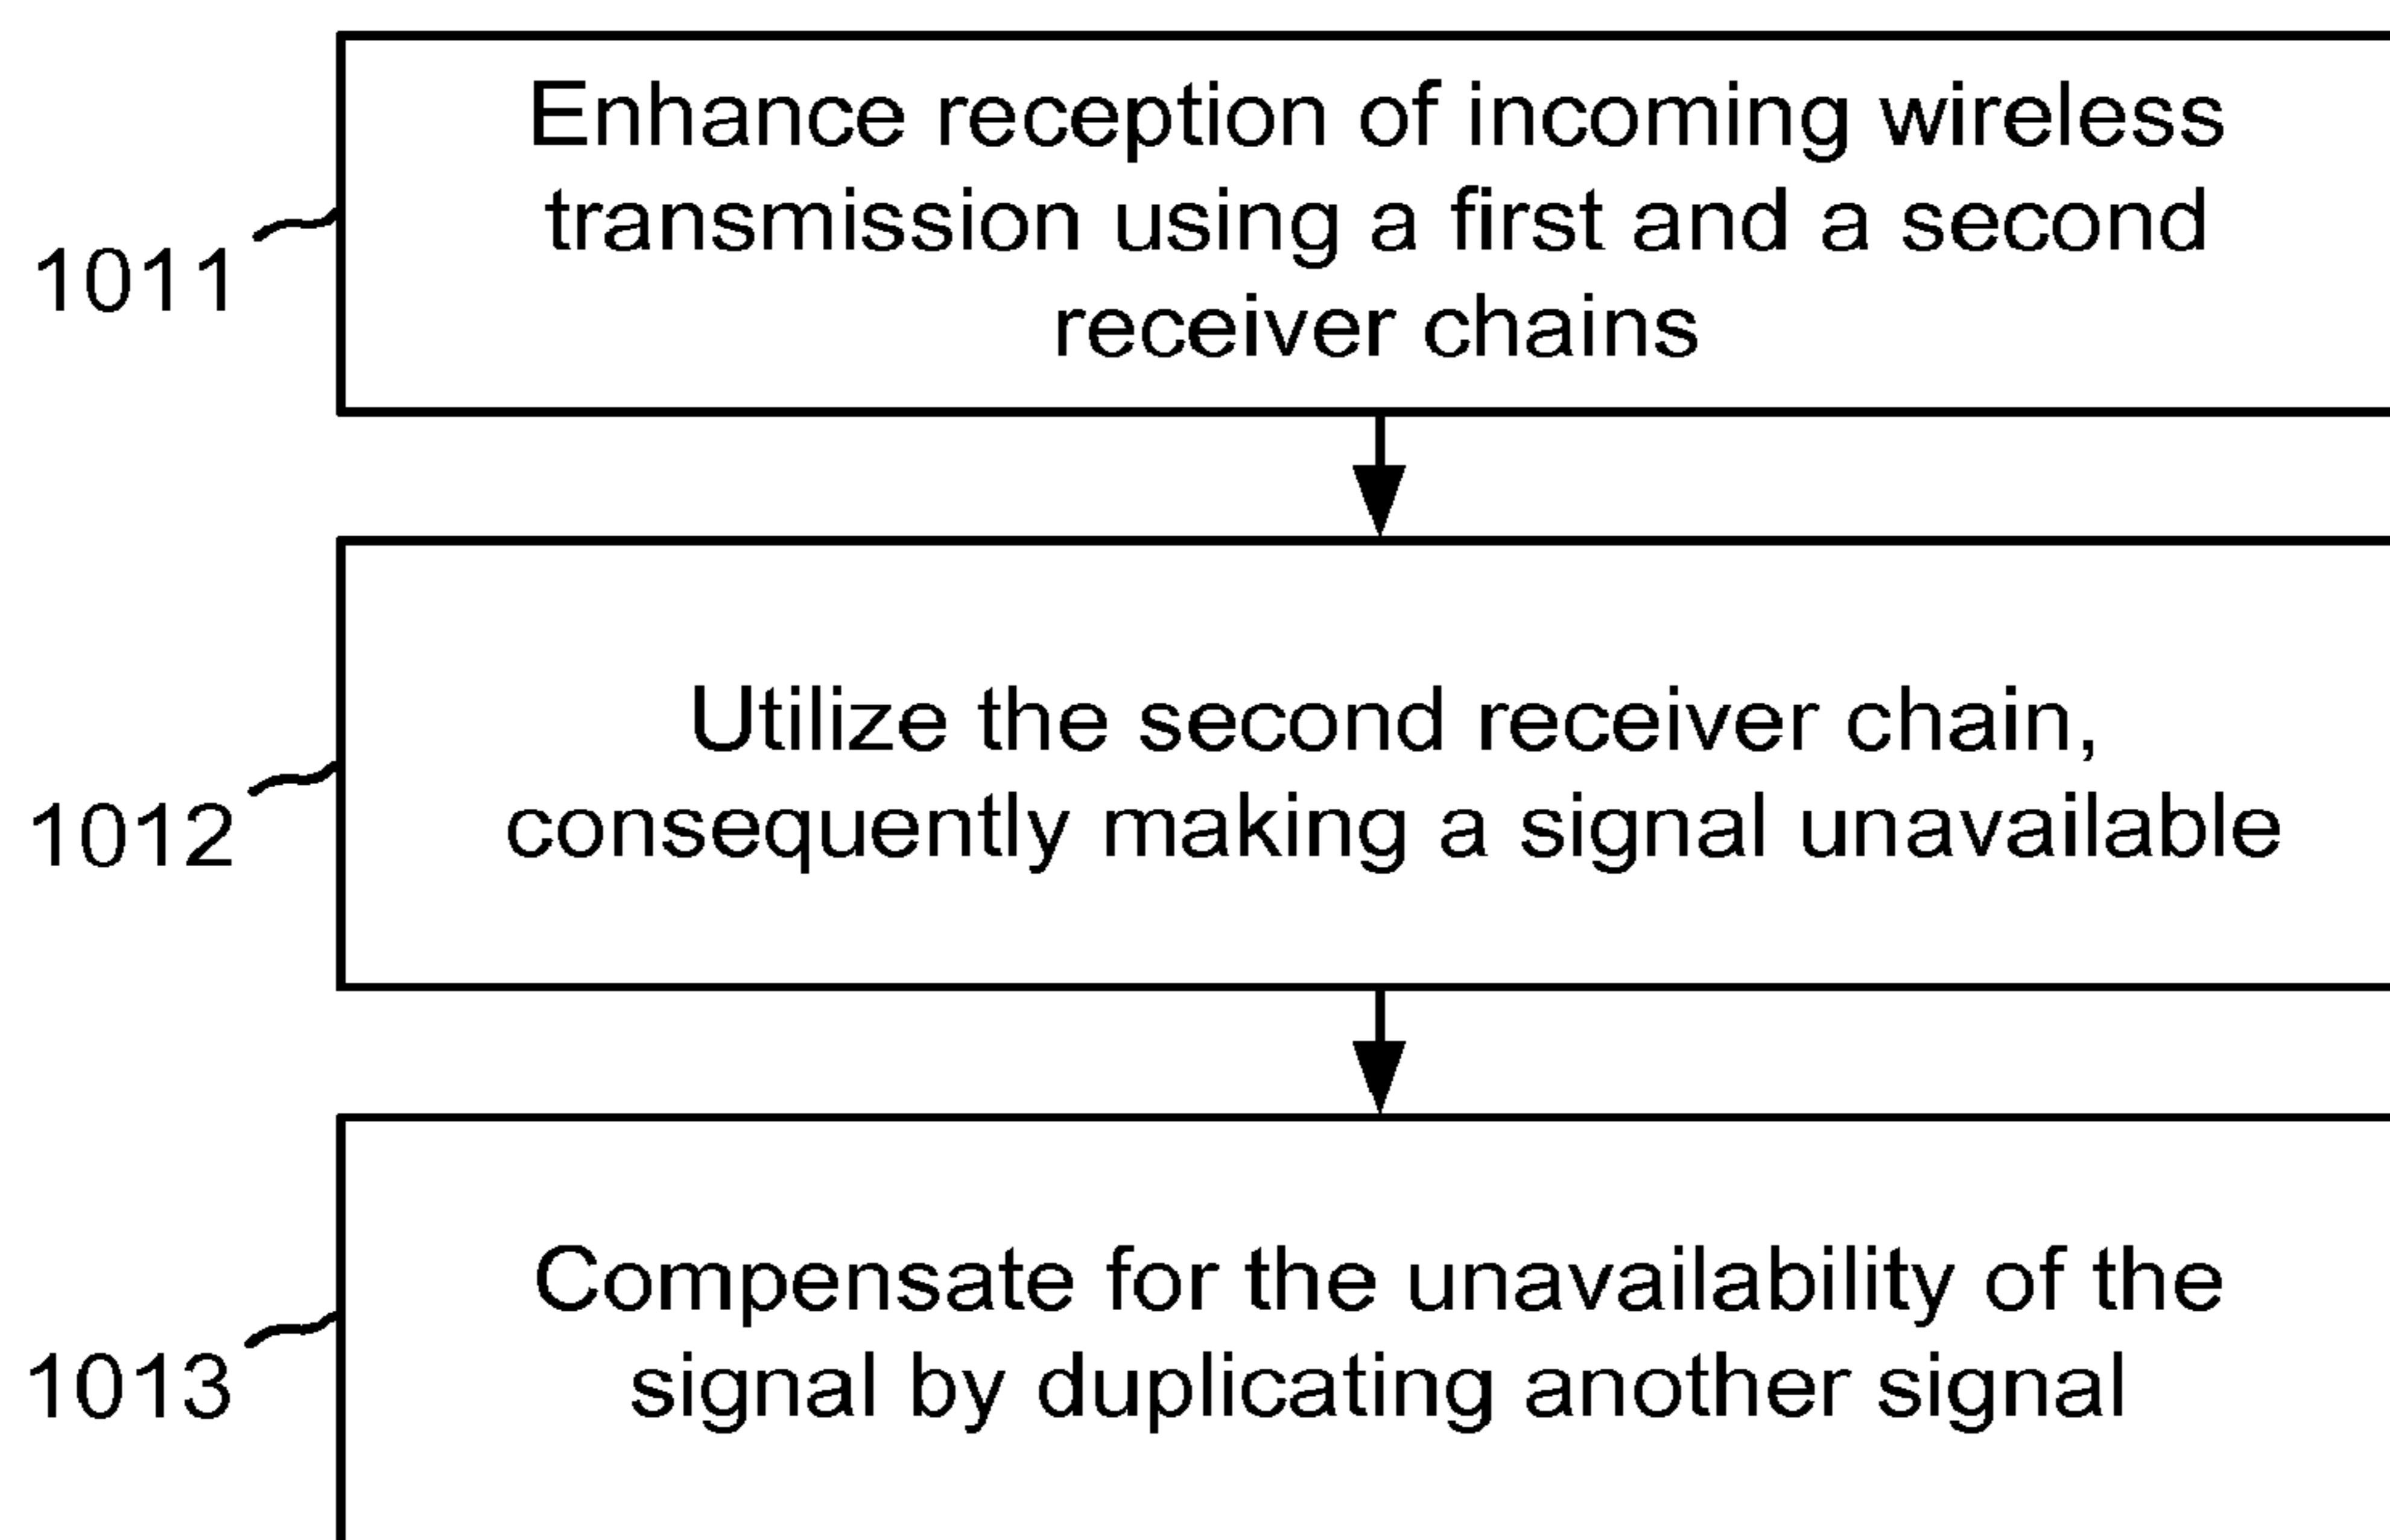 Enhance reception of incoming wireless
transmission using a first and a second
receiver chains
1011
Utilize the second receiver chain,
consequently making a signal unavailable
1012
Compensate for the unavailability of the
signal by duplicating another signal
1013